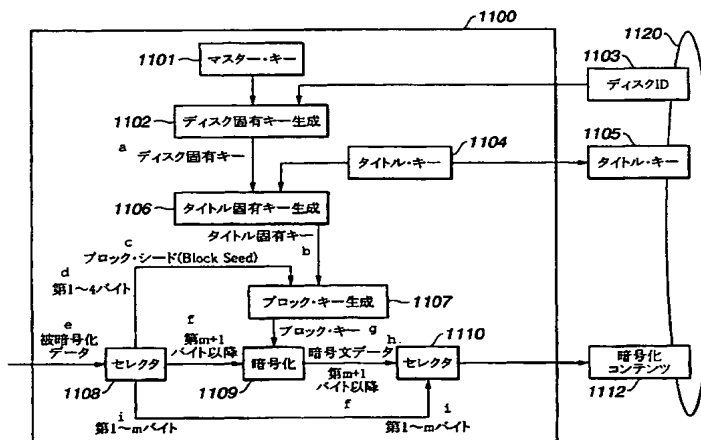 1100
1120
1101
マスター・キー
1103
ディスクID
1102
ディスク固有キー生成
a
ディスク固有キー
1104
タイトル・キー
1105
タイトル・キー
1106
タイトル固有キー生成
タイトル固有キー
b
c
ブロック・シード(Block Seed)
d
第1~4バイト
ブロック・キー生成
1107
e
被暗号化
データ
f
第m+1
バイト以降
ブロック・キー g
1110
セレクタ
1108
暗号化
1109
暗号文データ h.
第m+1
バイト以降
f
セレクタ
暗号化
コンテンツ
1112
i
第1~mバイト
i
第1~mバイト